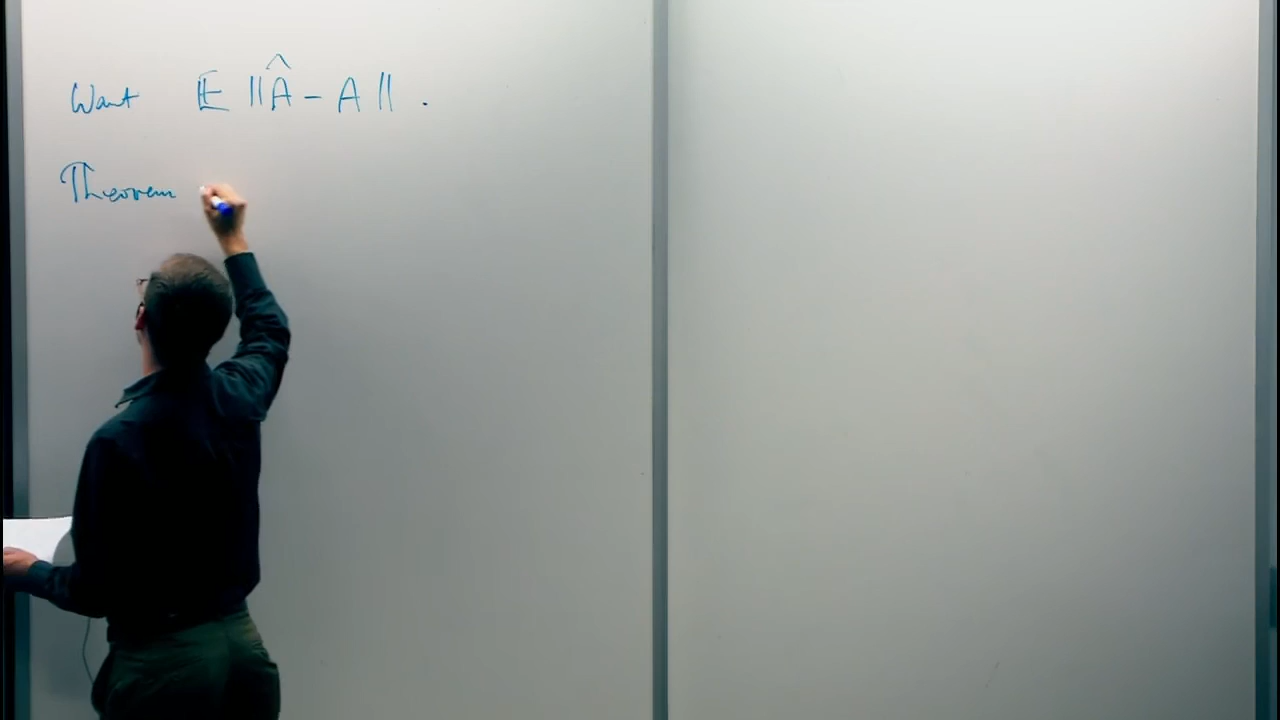 Want 𝔼 ‖Â - A‖ .
Theorem